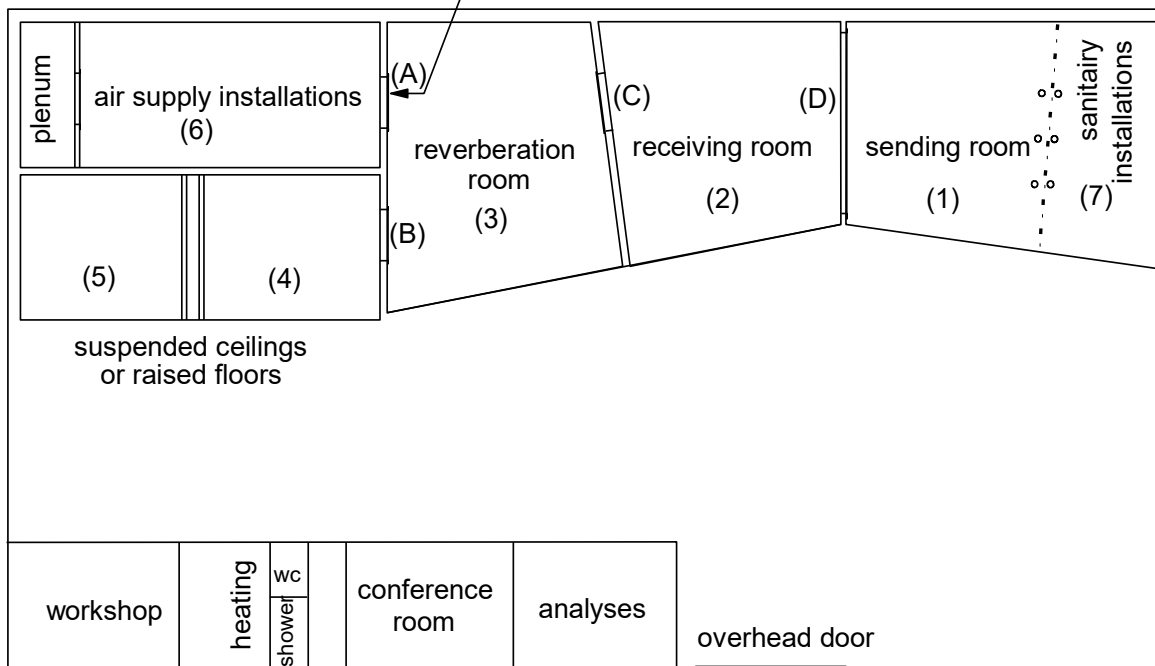 plenum
air supply installations
(6)
(A)
(B)
reverberation
room
(3)
(C)
receiving room
(2)
(D)
sending room
(1)
sanitairy
installations
(7)
(5)
(4)
suspended ceilings
or raised floors
workshop
heating
wc
shower
conference
room
analyses
overhead door